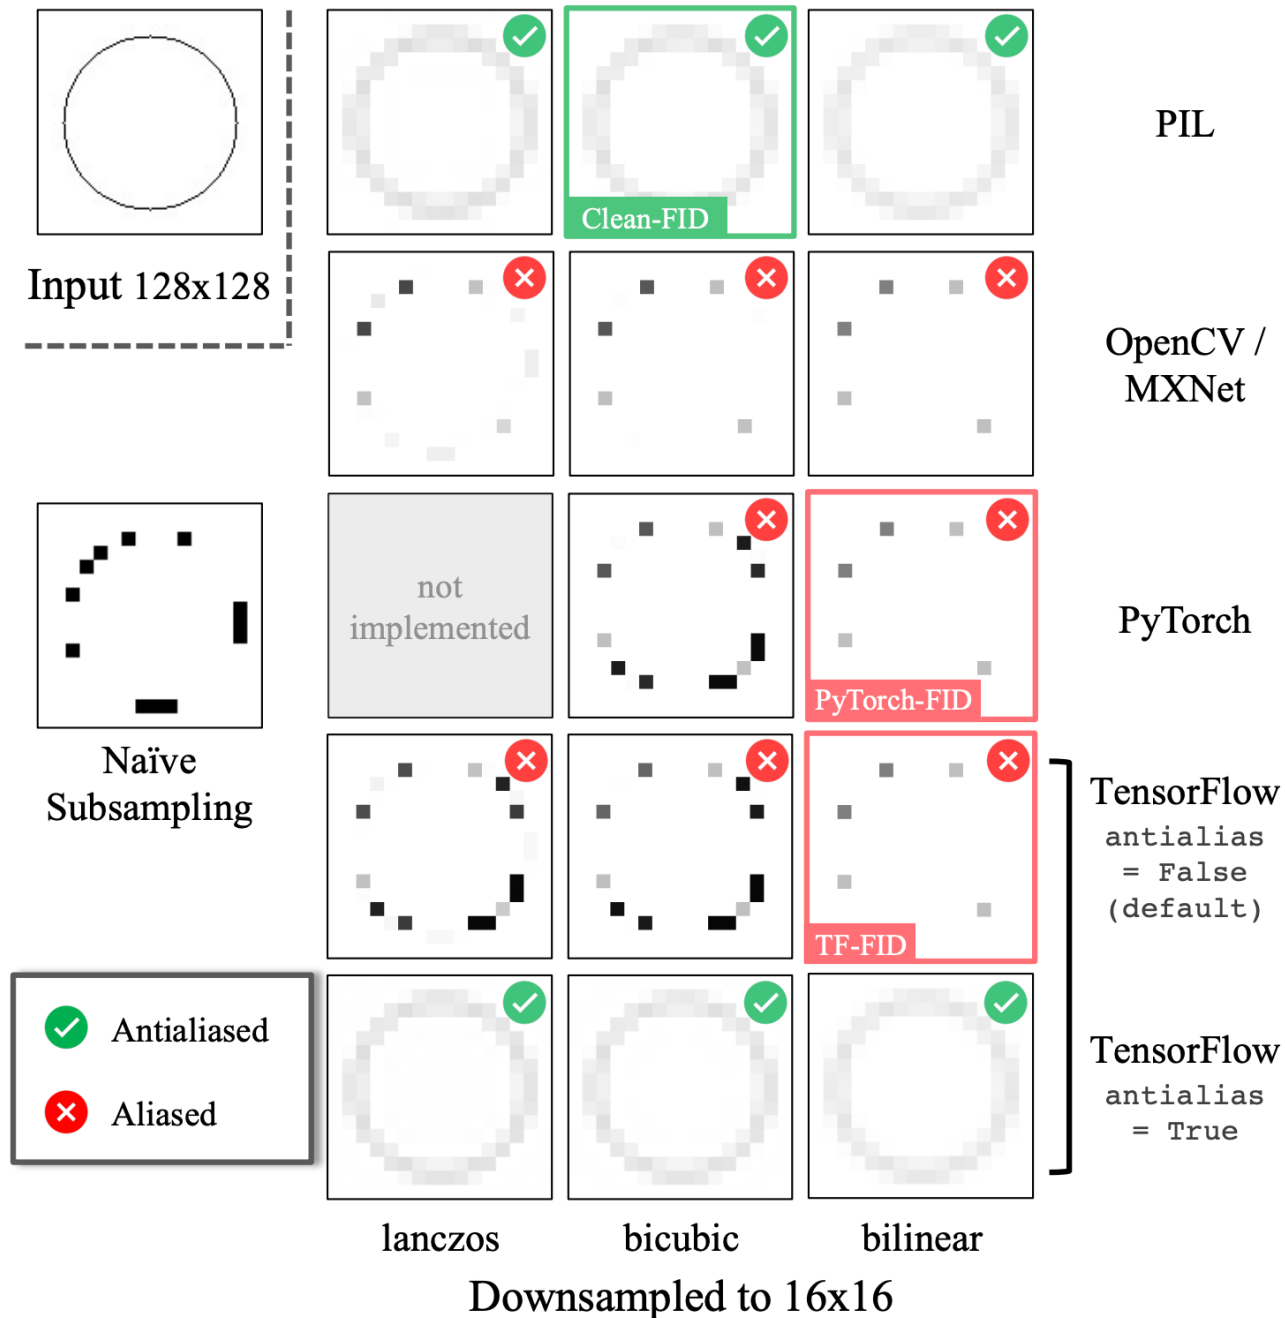 Input 128x128
Clean-FID
PIL
OpenCV /
MXNet
not
implemented
PyTorch-FID
PyTorch
Naïve
Subsampling
TF-FID
TensorFlow
antialias
= False
(default)
Antialiased
Aliased
TensorFlow
antialias
= True
lanczos
bicubic
bilinear
Downsampled to 16x16